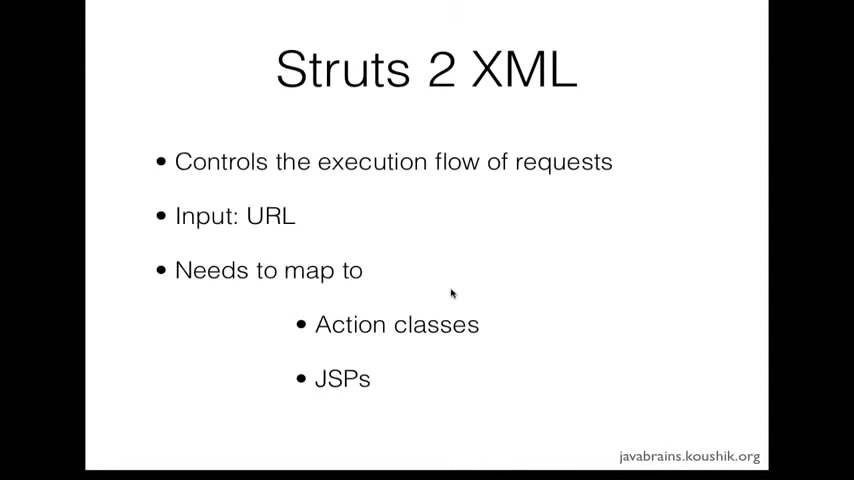 Struts 2 XML
• Controls the execution flow of requests
• Input: URL
• Needs to map to
• Action classes
• JSPs
javabrains.koushik.org